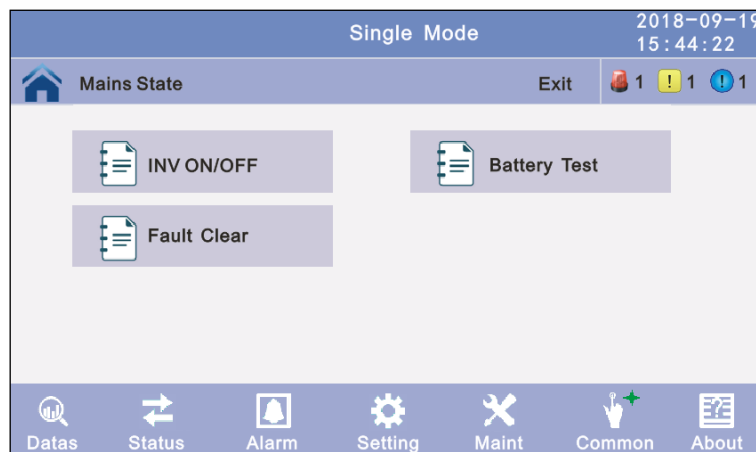 Single Mode
2018-09-19
15:44:22
Mains State Exit 1 ! 1 ! 1
INV ON/OFF Battery Test
Fault Clear
Datas Status Alarm Setting Maint Common About